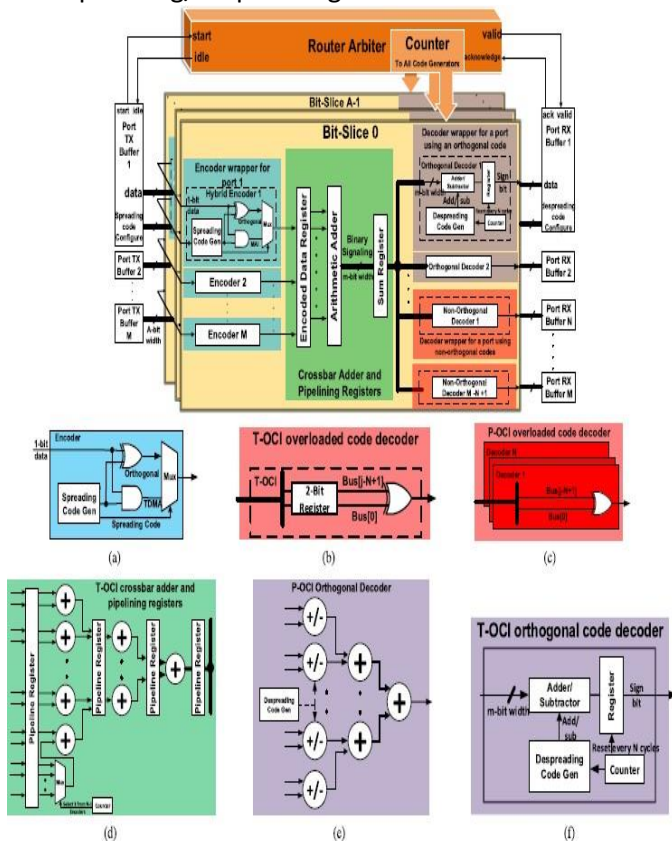 start
idle
Router Arbiter
Counter
To All Code Generators
valid
acknowledge
Bit-Slice A-1
Bit-Slice 0
start idle
Port
TX
Buffer
1
data
Spreading
code
Configure
Port TX
Buffer 2
Port TX
Buffer
M
A-bit
width
Encoder wrapper for
port 1
Hybrid Encoder 1
1-bit
data
Orthogonal
Mux
Spreading
Code Gen
MAI
Encoder 2
Encoder M
Encoded Data Register
Arithmetic Adder
Binary
Signaling
m-bit width
Sum Register
Crossbar Adder and
Pipelining Registers
Decoder wrapper for a port
using an orthogonal code
Orthogonal Decoder 1
m-bit width
Adder/
Subtractor
Add/
sub
Register
Sign
bit
Despreading
Code Gen
Reset every N cycles
Counter
Orthogonal Decoder 2
Non-Orthogonal
Decoder 1
Decoder wrapper for a port using
non-orthogonal codes
Non-Orthogonal
Decoder M -N +1
ack valid
Port RX
Buffer 1
data
despreading
code
Configure
Port RX
Buffer 2
Port RX
Buffer N
Port RX
Buffer M
Encoder
1-bit
data
Orthogonal
Mux
Spreading
Code Gen
TDMA
Spreading Code
(a)
T-OCI overloaded code decoder
T-OCI
2-Bit
Register
Bus[j-N+1]
Bus[0]
(b)
P-OCI overloaded code decoder
Decoder N
Decoder 1
Bus[j-N+1]
Bus[0]
(c)
T-OCI crossbar adder and
pipelining registers
Pipeline Register
Pipeline Register
Pipeline Register
Pipeline Register
Mux
Counter
(d)
P-OCI Orthogonal
Decoder
+/-
+/-
Despreading
Code Gen
+/-
+/-
(e)
T-OCI orthogonal code decoder
m-bit width
Adder/
Subtractor
Add/
sub
Register
Sign
bit
Reset every N cycles
Despreading
Code Gen
Counter
(f)